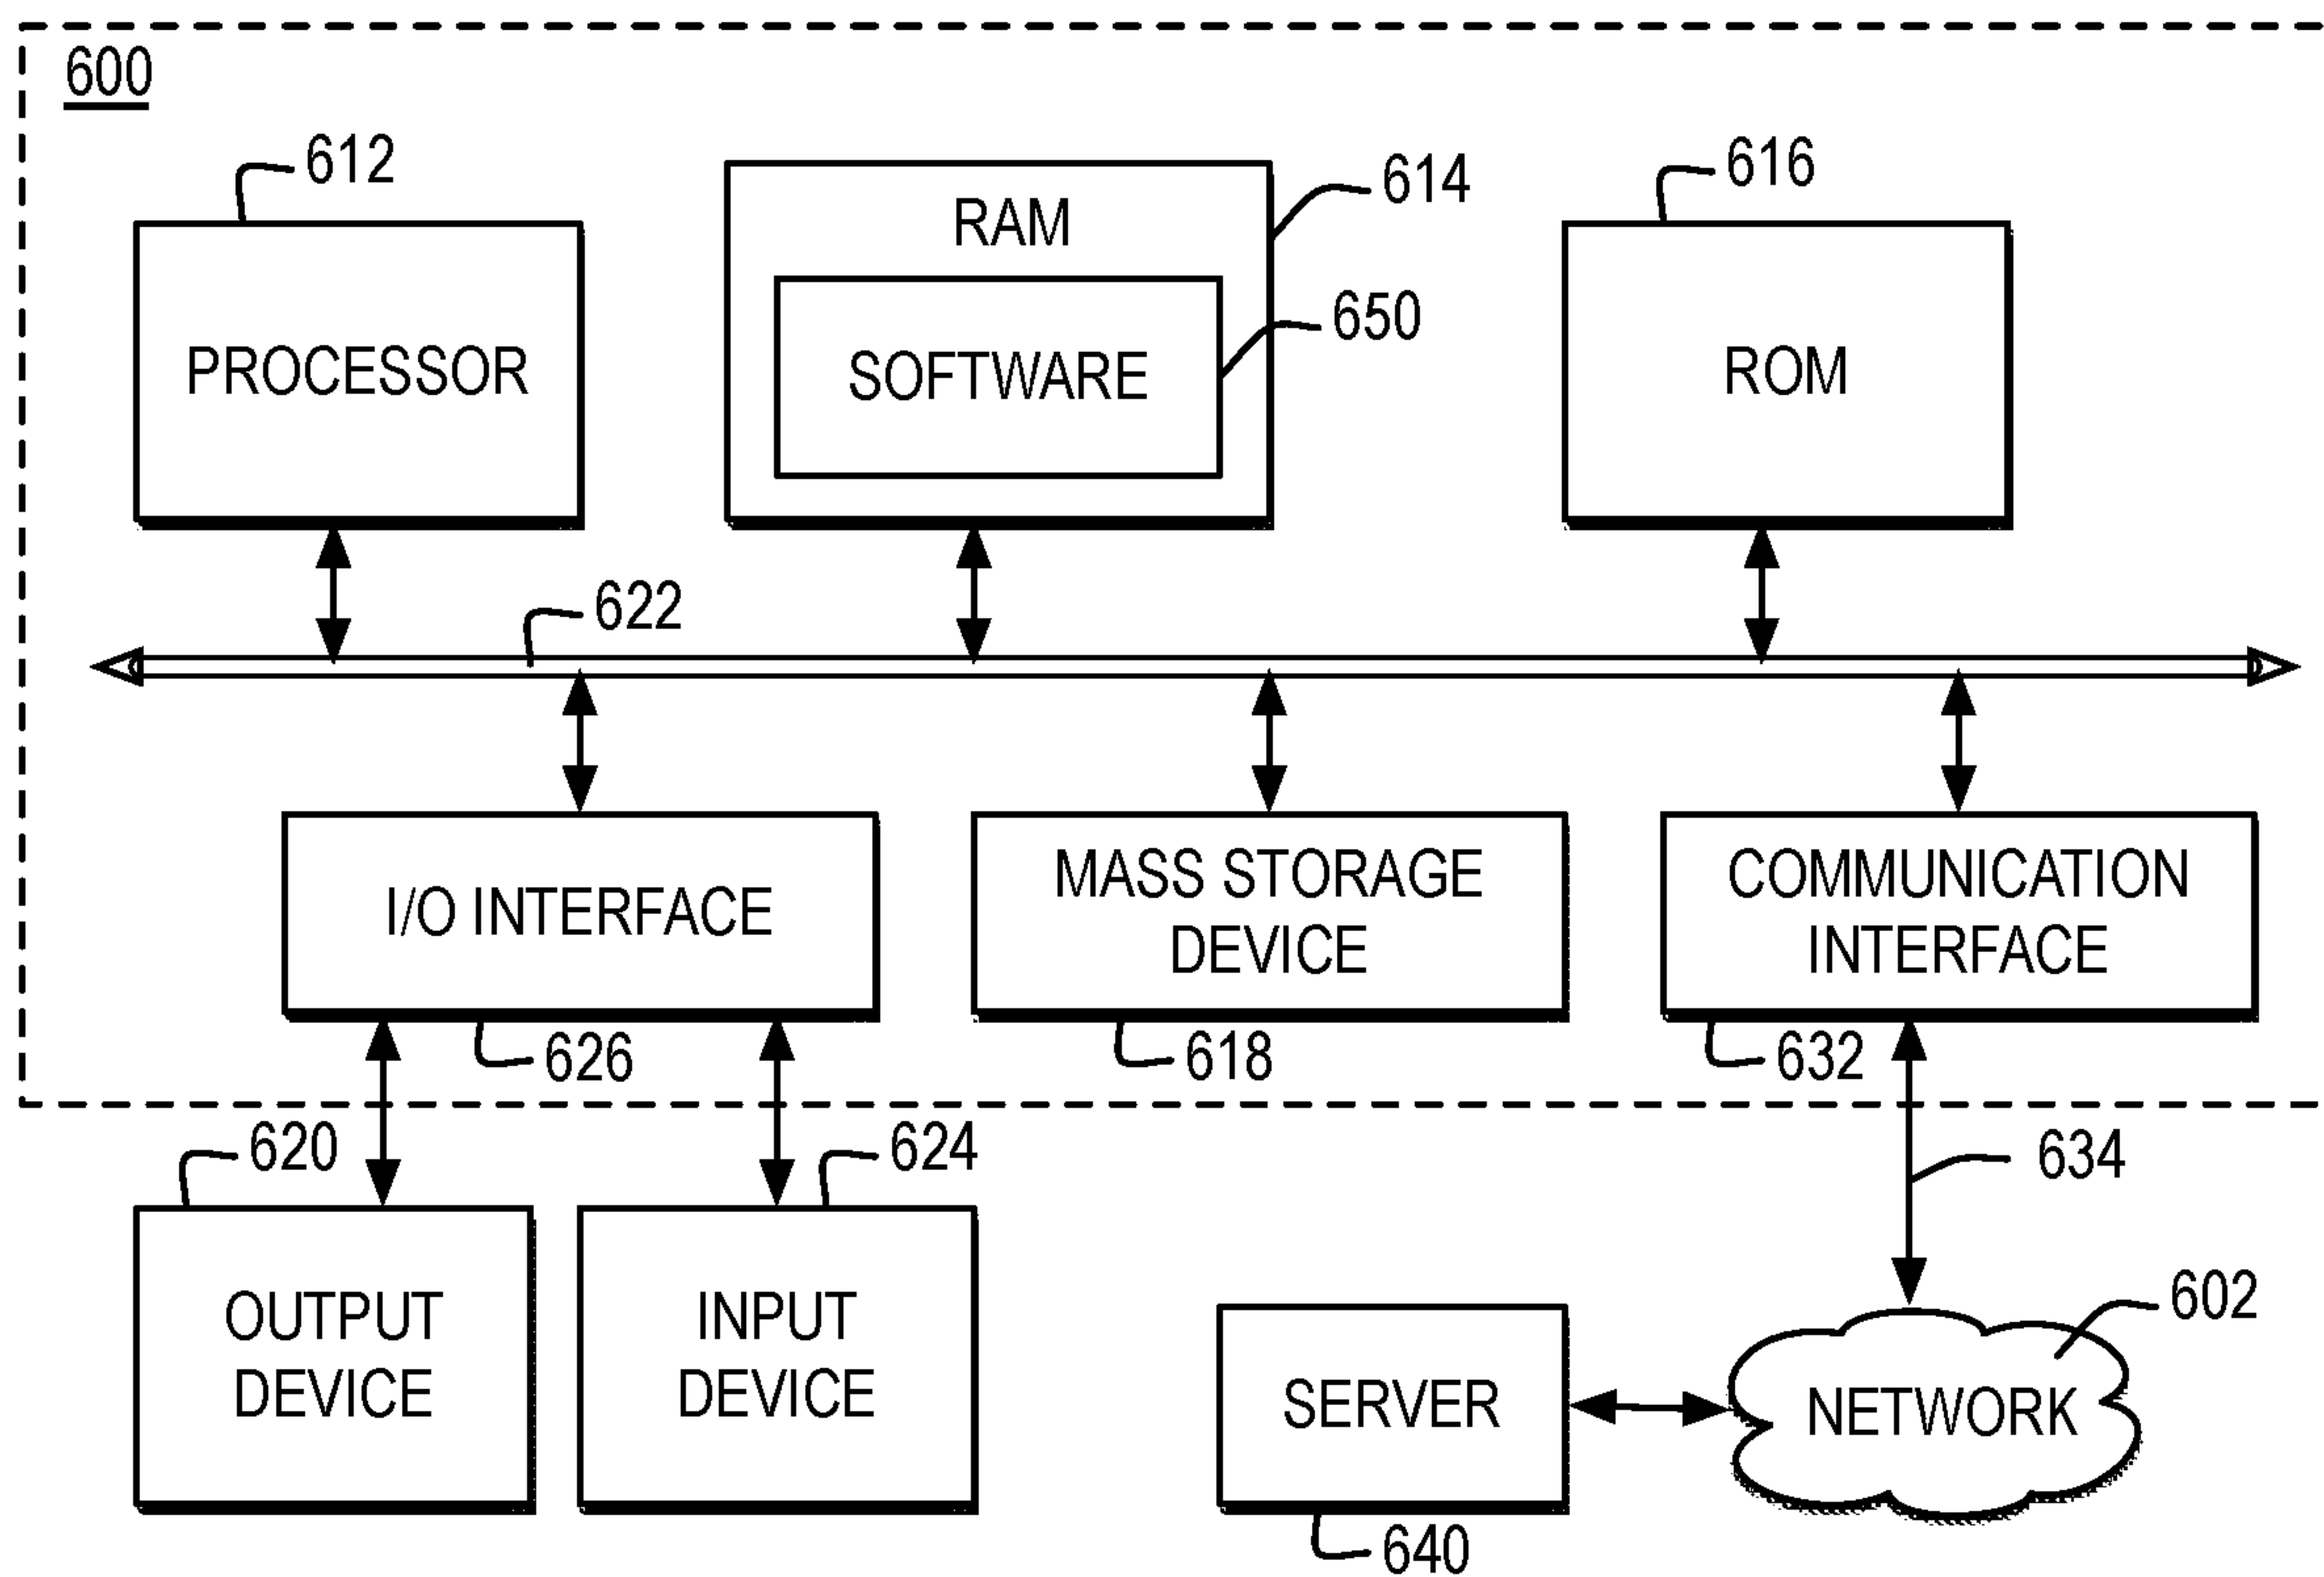 600
612
614
616
RAM
650
PROCESSOR
SOFTWARE
ROM
622
I/O INTERFACE
MASS STORAGE
DEVICE
COMMUNICATION
INTERFACE
626
618
632
620
624
634
OUTPUT
DEVICE
INPUT
DEVICE
SERVER
602
NETWORK
640